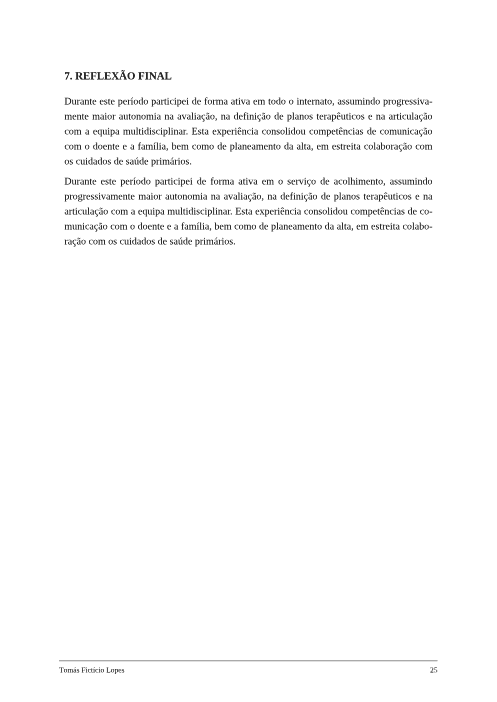 7. REFLEXÃO FINAL
Durante este período participei de forma ativa em todo o internato, assumindo progressiva-
mente maior autonomia na avaliação, na definição de planos terapêuticos e na articulação
com a equipa multidisciplinar. Esta experiência consolidou competências de comunicação
com o doente e a família, bem como de planeamento da alta, em estreita colaboração com
os cuidados de saúde primários.
Durante este período participei de forma ativa em o serviço de acolhimento, assumindo
progressivamente maior autonomia na avaliação, na definição de planos terapêuticos e na
articulação com a equipa multidisciplinar. Esta experiência consolidou competências de co-
municação com o doente e a família, bem como de planeamento da alta, em estreita colabo-
ração com os cuidados de saúde primários.
Tomás Fictício Lopes
25